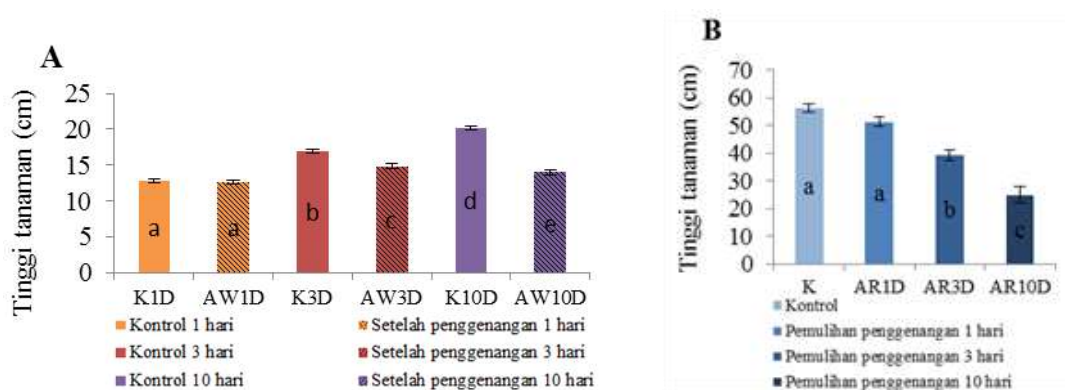 A
Tinggi tanaman (cm)
25
20
15
10
5
0
a
a
b
c
d
e
K1D AW1D K3D AW3D K10D AW10D
Kontrol 1 hari Setelah penggenangan 1 hari
Kontrol 3 hari Setelah penggenangan 3 hari
Kontrol 10 hari Setelah penggenangan 10 hari
B
Tinggi tanaman (cm)
70
60
50
40
30
20
10
0
a
a
b
c
K AR1D AR3D AR10D
Kontrol
Pemulihan penggenangan 1 hari
Pemulihan penggenangan 3 hari
Pemulihan penggenangan 10 hari